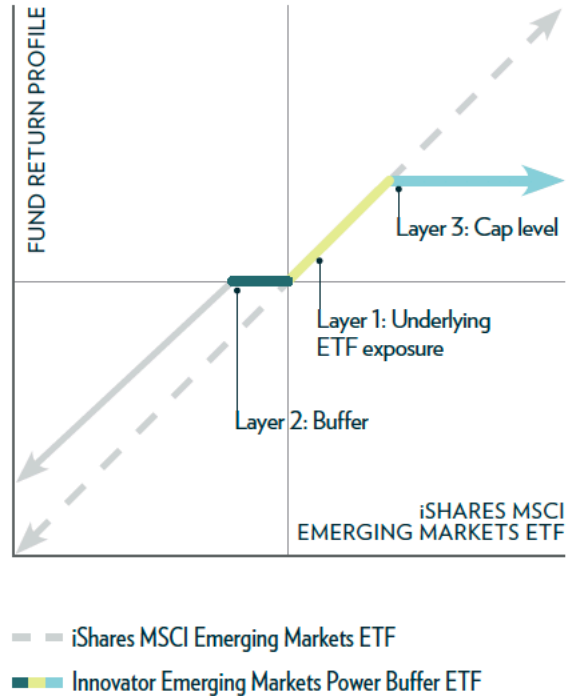 FUND RETURN PROFILE
Layer 3: Cap level
Layer 1: Underlying
ETF exposure
Layer 2: Buffer
iSHARES MSCI
EMERGING MARKETS ETF
iShares MSCI Emerging Markets ETF
Innovator Emerging Markets Power Buffer ETF